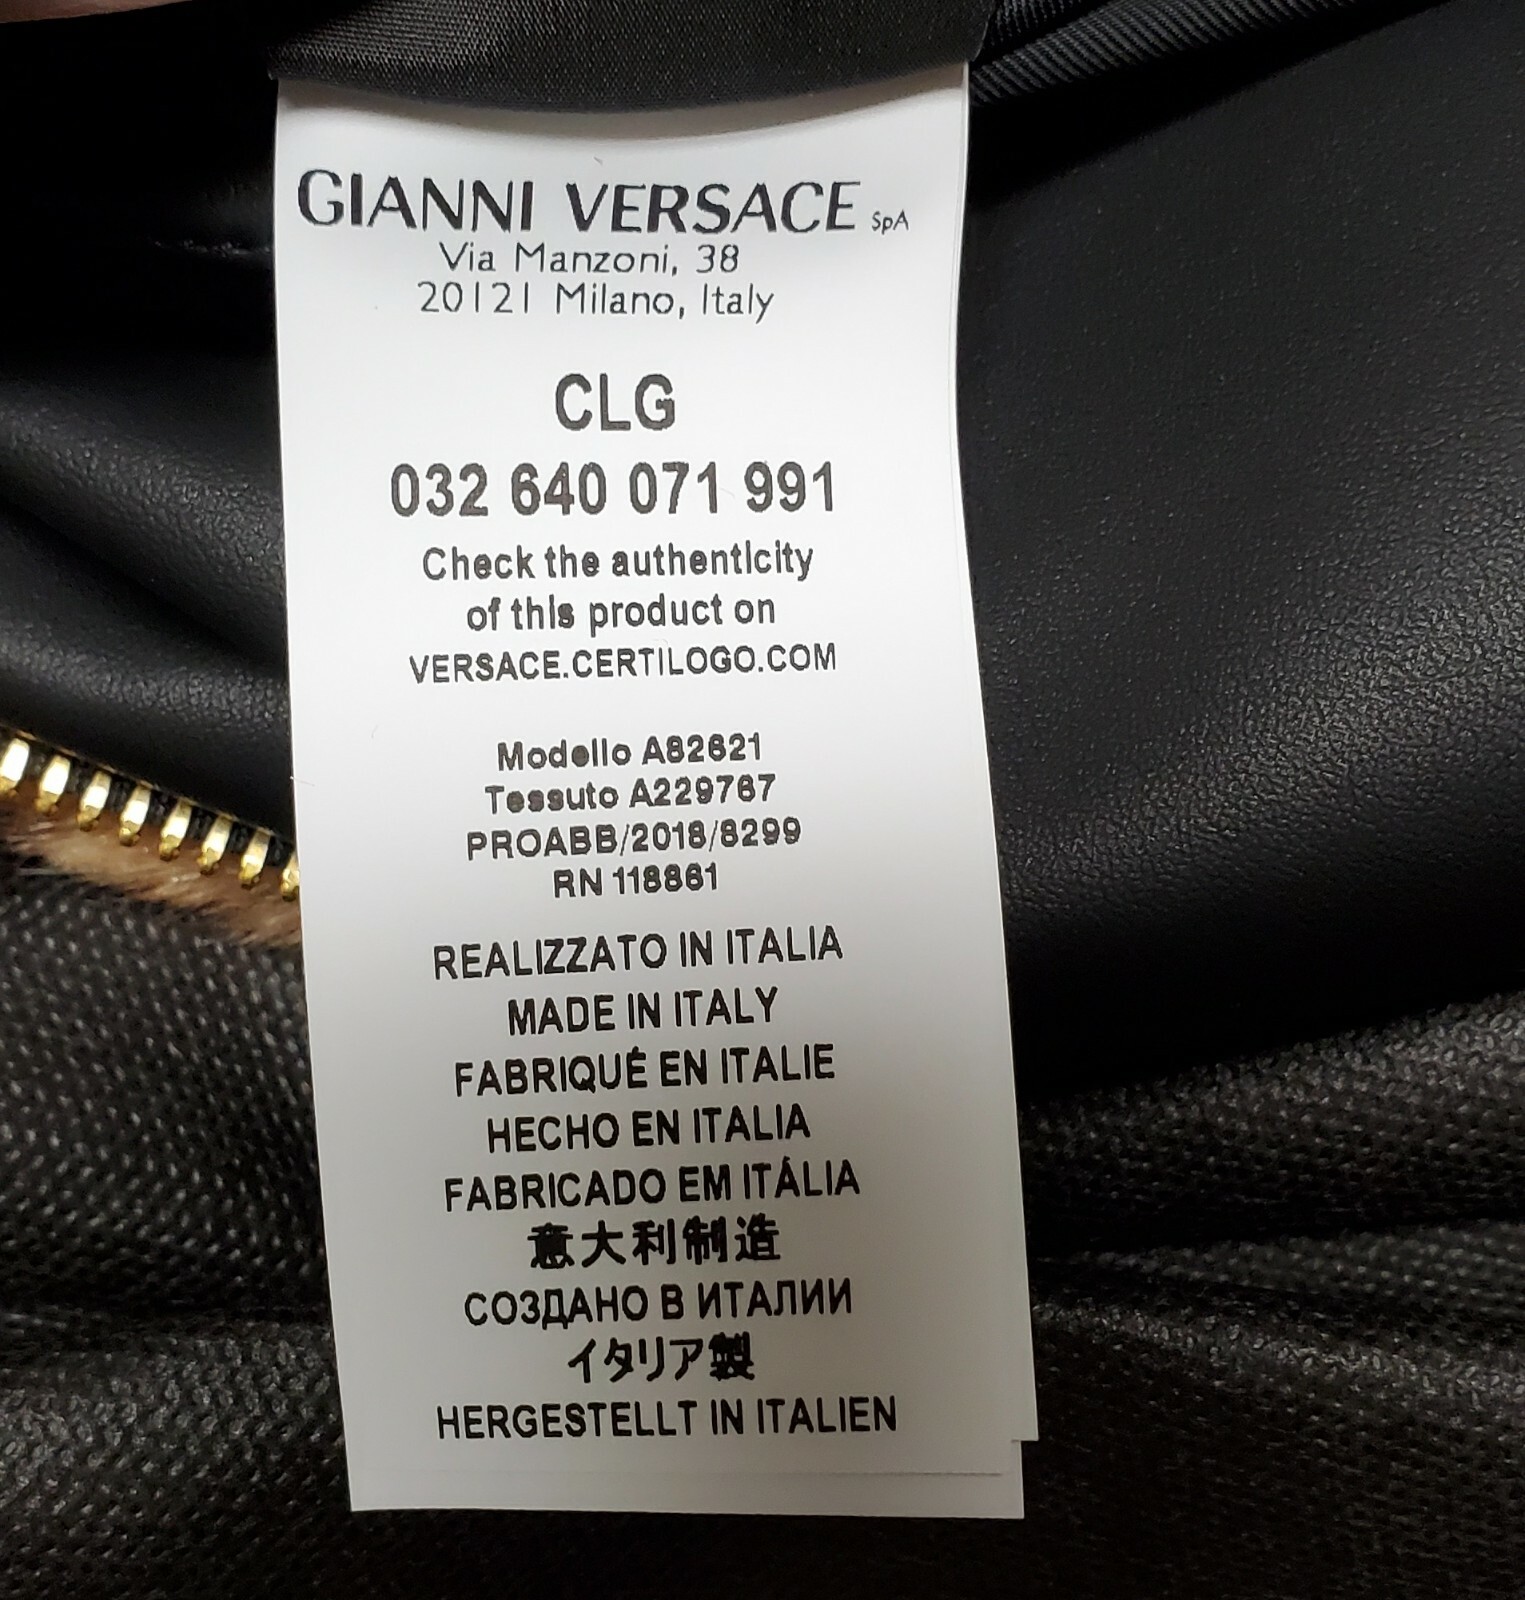 GIANNI VERSACE SpA
Via Manzoni, 38
20121 Milano, Italy
CLG
032 640 071 991
Check the authenticity
of this product on
VERSACE.CERTILOGO.COM
Modello A82621
Tessuto A229767
PROABB/2018/8299
RN 118861
REALIZZATO IN ITALIA
MADE IN ITALY
FABRIQUÉ EN ITALIE
HECHO EN ITALIA
FABRICADO EM ITÁLIA
意大利制造
СОЗДАНО В ИТАЛИИ
イタリア製
HERGESTELLT IN ITALIEN